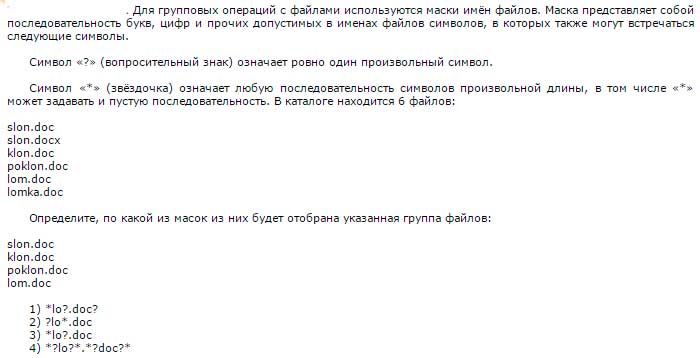 . Для групповых операций с файлами используются маски имён файлов. Маска представляет собой
последовательность букв, цифр и прочих допустимых в именах файлов символов, в которых также могут встречаться
следующие символы.
Символ «?» (вопросительный знак) означает ровно один произвольный символ.
Символ «*» (звёздочка) означает любую последовательность символов произвольной длины, в том числе «*»
может задавать и пустую последовательность. В каталоге находится 6 файлов:
slon.doc
slon.docx
klon.doc
poklon.doc
lom.doc
lomka.doc
Определите, по какой из масок из них будет отобрана указанная группа файлов:
slon.doc
klon.doc
poklon.doc
lom.doc
1) *lo?.doc?
2) ?lo*.doc
3) *lo?.doc
4) *?lo?*.*?doc?*